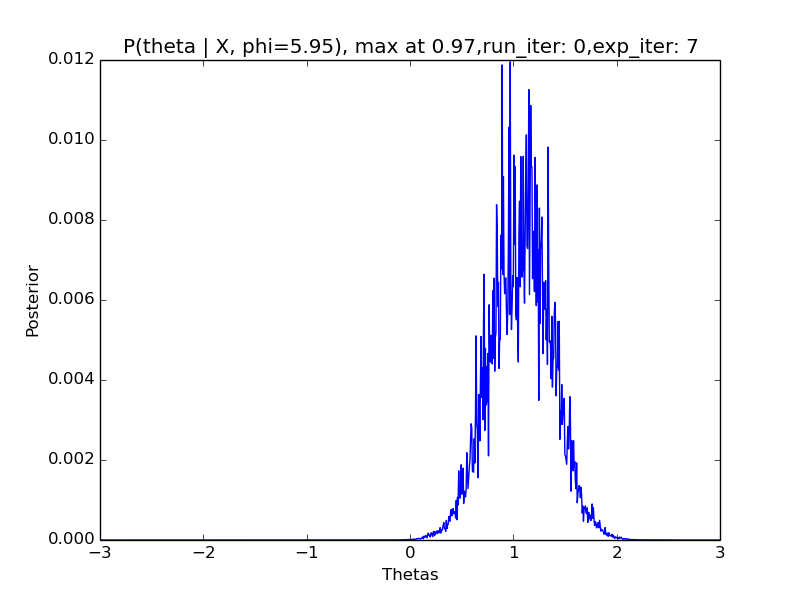 P(theta | X, phi=5.95), max at 0.97,run_iter: 0,exp_iter: 7
0.012
0.010
0.008
0.006
0.004
0.002
0.000
Posterior
−3 −2 −1 0 1 2 3
Thetas